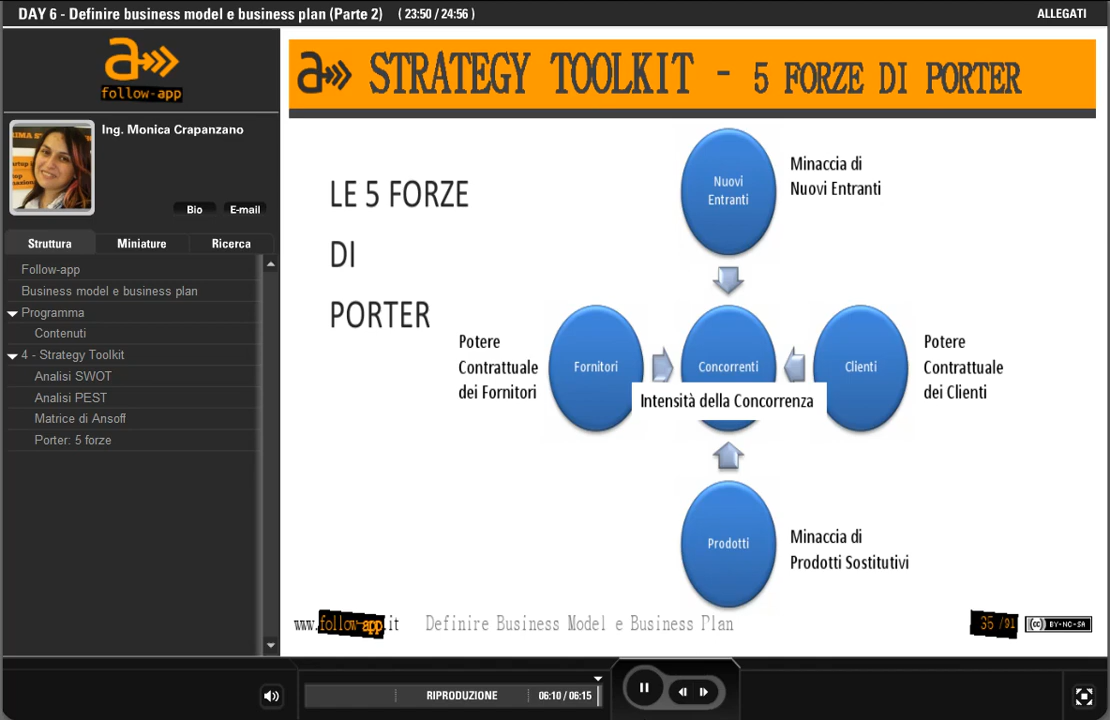 DAY 6 - Definire business model e business plan (Parte 2) ( 23:50 / 24:56 )
ALLEGATI
a
follow-app
Ing. Monica Crapanzano
Bio
E-mail
Struttura
Miniature
Ricerca
Follow-app
Business model e business plan
Programma
Contenuti
4 - Strategy Toolkit
Analisi SWOT
Analisi PEST
Matrice di Ansoff
Porter: 5 forze
a STRATEGY TOOLKIT - 5 FORZE DI PORTER
LE 5 FORZE
DI
PORTER
Nuovi
Entranti
Minaccia di
Nuovi Entranti
Potere
Contrattuale
dei Fornitori
Fornitori
Concorrenti
Intensità della Concorrenza
Clienti
Potere
Contrattuale
dei Clienti
Prodotti
Minaccia di
Prodotti Sostitutivi
www.follow-app.it
Definire Business Model e Business Plan
35 /91
(cc) BY-NC-SA
RIPRODUZIONE
06:10 / 06:15